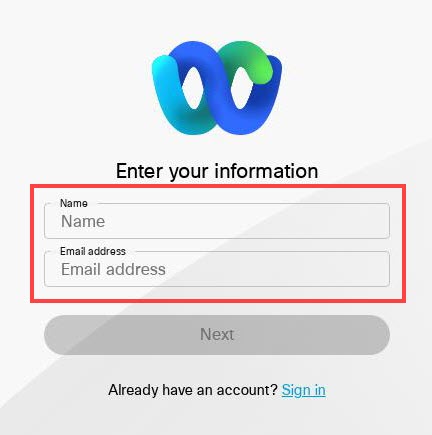 Enter your information
Name
Name
Email address
Email address
Next
Already have an account? Sign in